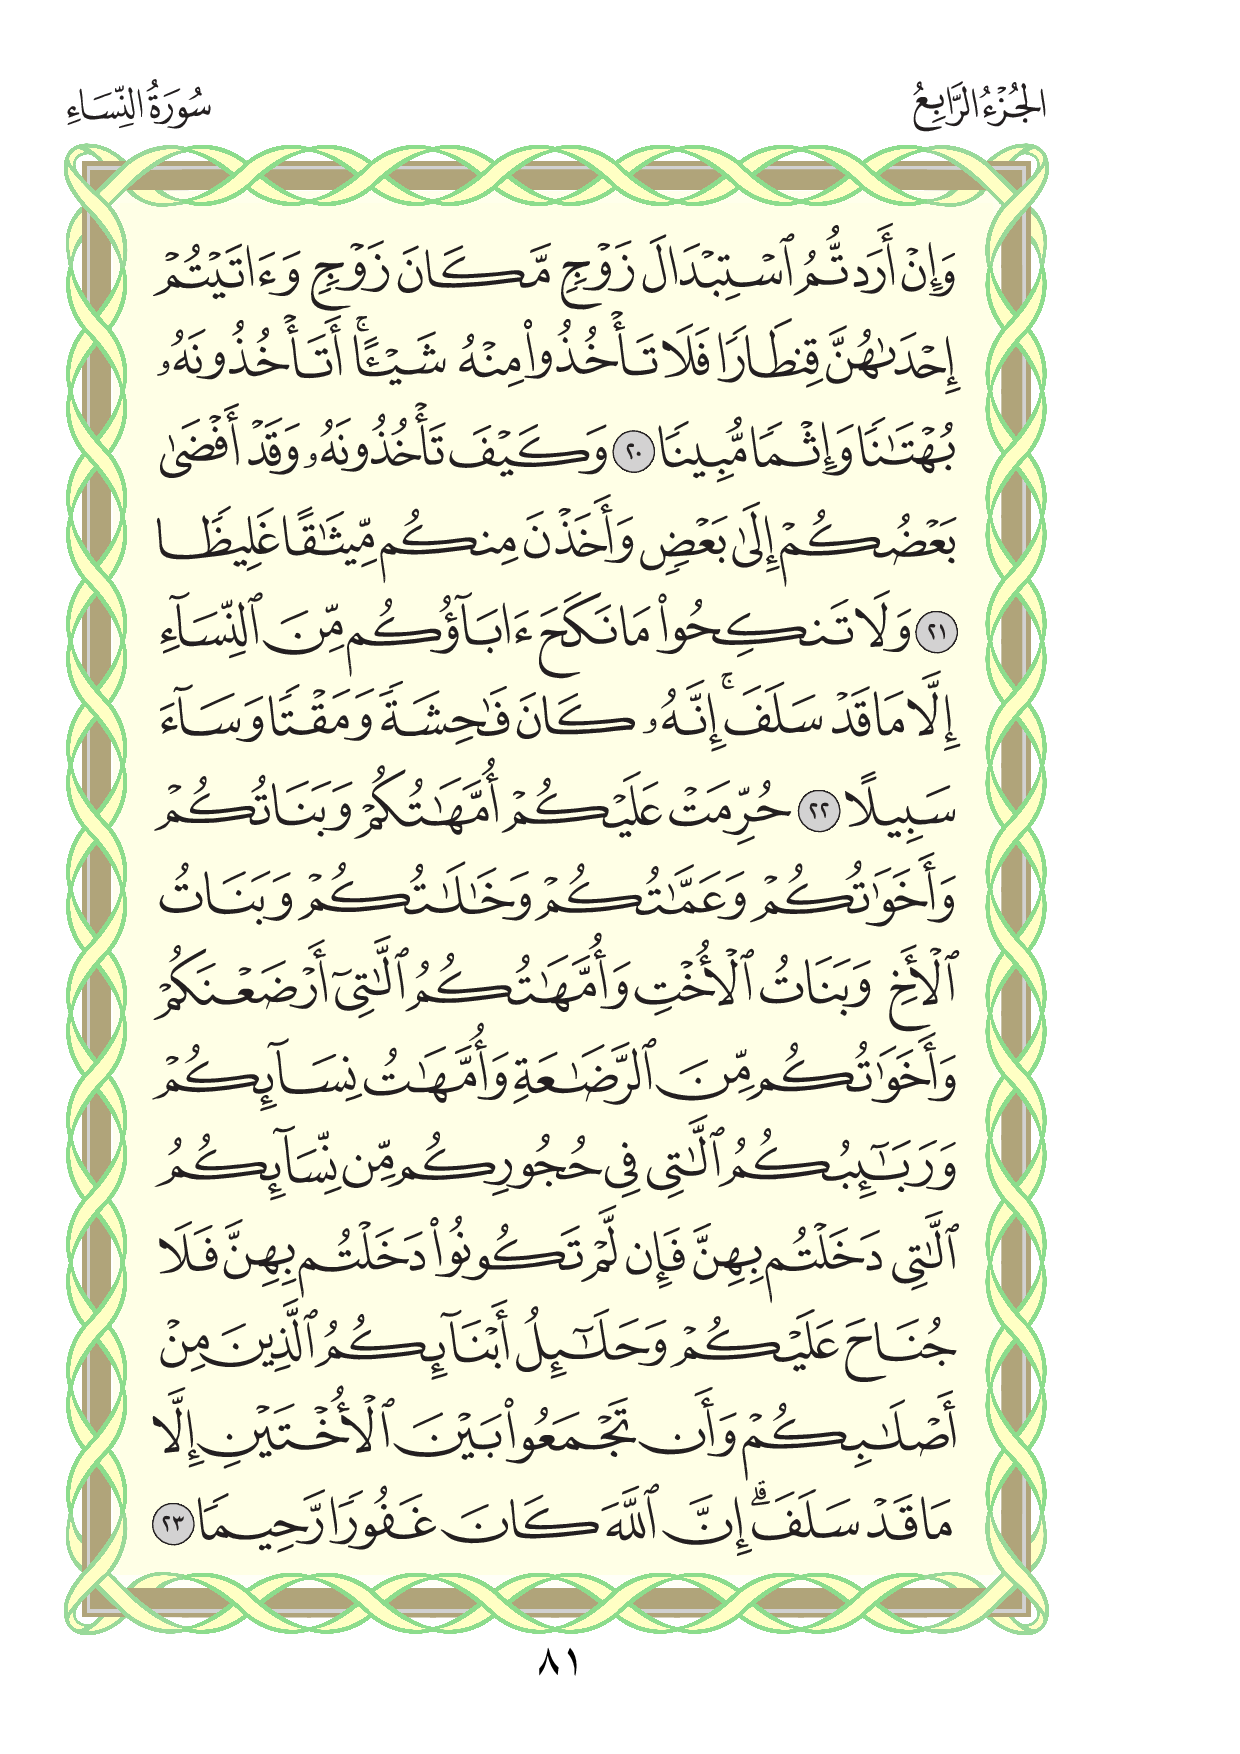 الجُزْءُ الرَّابِعُ
سُورَةُ النِّسَاءِ
وَإِنْ أَرَدتُّمُ ٱسْتِبْدَالَ زَوْجٍ مَّكَانَ زَوْجٍ وَءَاتَيْتُمْ
إِحْدَىٰهُنَّ قِنطَارًا فَلَا تَأْخُذُوا۟ مِنْهُ شَيْـًٔا ۚ أَتَأْخُذُونَهُۥ
بُهْتَـٰنًا وَإِثْمًا مُّبِينًا ٢٠ وَكَيْفَ تَأْخُذُونَهُۥ وَقَدْ أَفْضَىٰ
بَعْضُكُمْ إِلَىٰ بَعْضٍ وَأَخَذْنَ مِنكُم مِّيثَـٰقًا غَلِيظًا
٢١ وَلَا تَنكِحُوا۟ مَا نَكَحَ ءَابَآؤُكُم مِّنَ ٱلنِّسَآءِ
إِلَّا مَا قَدْ سَلَفَ ۚ إِنَّهُۥ كَانَ فَـٰحِشَةً وَمَقْتًا وَسَآءَ
سَبِيلًا ٢٢ حُرِّمَتْ عَلَيْكُمْ أُمَّهَـٰتُكُمْ وَبَنَاتُكُمْ
وَأَخَوَٰتُكُمْ وَعَمَّـٰتُكُمْ وَخَـٰلَـٰتُكُمْ وَبَنَاتُ
ٱلْأَخِ وَبَنَاتُ ٱلْأُخْتِ وَأُمَّهَـٰتُكُمُ ٱلَّـٰتِىٓ أَرْضَعْنَكُمْ
وَأَخَوَٰتُكُم مِّنَ ٱلرَّضَـٰعَةِ وَأُمَّهَـٰتُ نِسَآئِكُمْ
وَرَبَـٰٓئِبُكُمُ ٱلَّـٰتِى فِى حُجُورِكُم مِّن نِّسَآئِكُمُ
ٱلَّـٰتِى دَخَلْتُم بِهِنَّ فَإِن لَّمْ تَكُونُوا۟ دَخَلْتُم بِهِنَّ فَلَا
جُنَاحَ عَلَيْكُمْ وَحَلَـٰٓئِلُ أَبْنَآئِكُمُ ٱلَّذِينَ مِنْ
أَصْلَـٰبِكُمْ وَأَن تَجْمَعُوا۟ بَيْنَ ٱلْأُخْتَيْنِ إِلَّا
مَا قَدْ سَلَفَ ۗ إِنَّ ٱللَّهَ كَانَ غَفُورًا رَّحِيمًا ٢٣
٨١